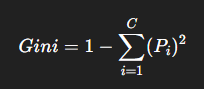 Gini = 1 − ∑_{i=1}^{C} (P_i)^2